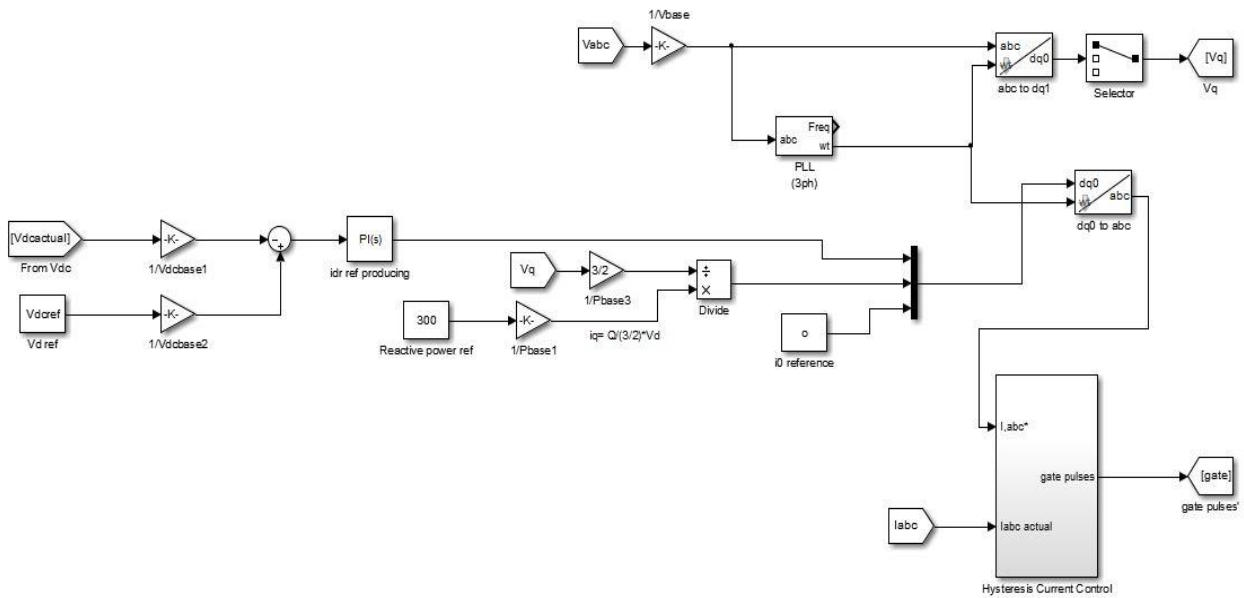 1/Vbase
Vabc
-K-
abc
wt
dq0
abc to dq1
Selector
[Vq]
Vq
abc
Freq
wt
PLL
(3ph)
dq0
wt
abc
dq0 to abc
[Vdcactual]
From Vdc
-K-
1/Vdcbase1
-
+
PI(s)
idr ref producing
Vdcref
Vd ref
-K-
1/Vdcbase2
Vq
3/2
1/Pbase3
÷
×
Divide
300
Reactive power ref
-K-
1/Pbase1
iq= Q/(3/2)*Vd
o
i0 reference
I,abc*
gate pulses
Iabc actual
Hysteresis Current Control
Iabc
[gate]
gate pulses'